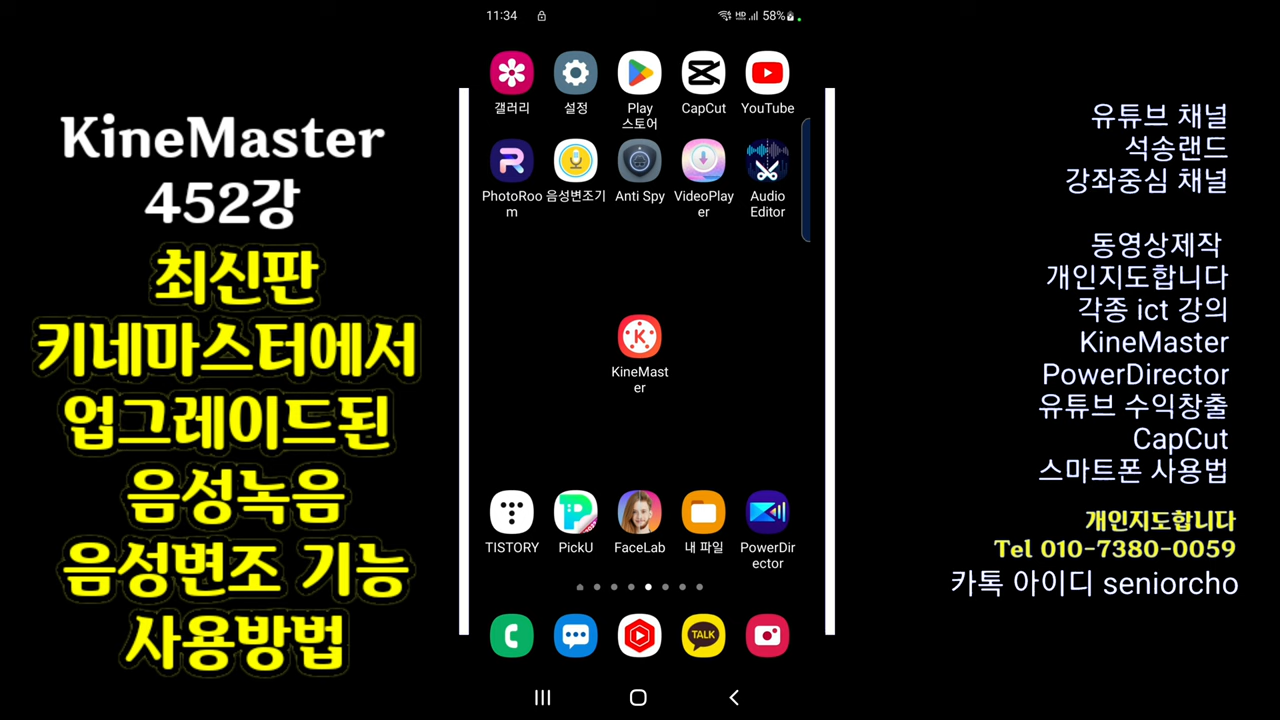 KineMaster
452강
최신판
키네마스터에서
업그레이드된
음성녹음
음성변조 기능
사용방법
11:34
HD
58%
갤러리
설정
Play
스토어
CapCut
YouTube
PhotoRoo
m
음성변조기
Anti Spy
VideoPlay
er
Audio
Editor
KineMast
er
TISTORY
PickU
FaceLab
내 파일
PowerDir
ector
TALK
유튜브 채널
석송랜드
강좌중심 채널
동영상제작
개인지도합니다
각종 ict 강의
KineMaster
PowerDirector
유튜브 수익창출
CapCut
스마트폰 사용법
개인지도합니다
Tel 010-7380-0059
카톡 아이디 seniorcho